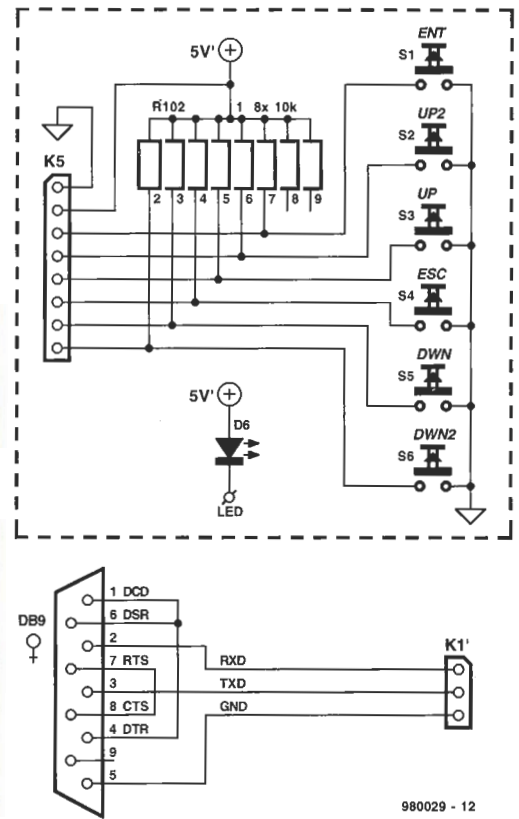 ENT
5V'
S1
R102 1 8x 10k
UP2
S2
K5
2 3 4 5 6 7 8 9
UP
S3
ESC
S4
DWN
S5
5V'
D6
DWN2
S6
LED
1 DCD
DB9
6 DSR
2
K1'
7 RTS
RXD
3
TXD
8 CTS
GND
4 DTR
9
5
980029 - 12